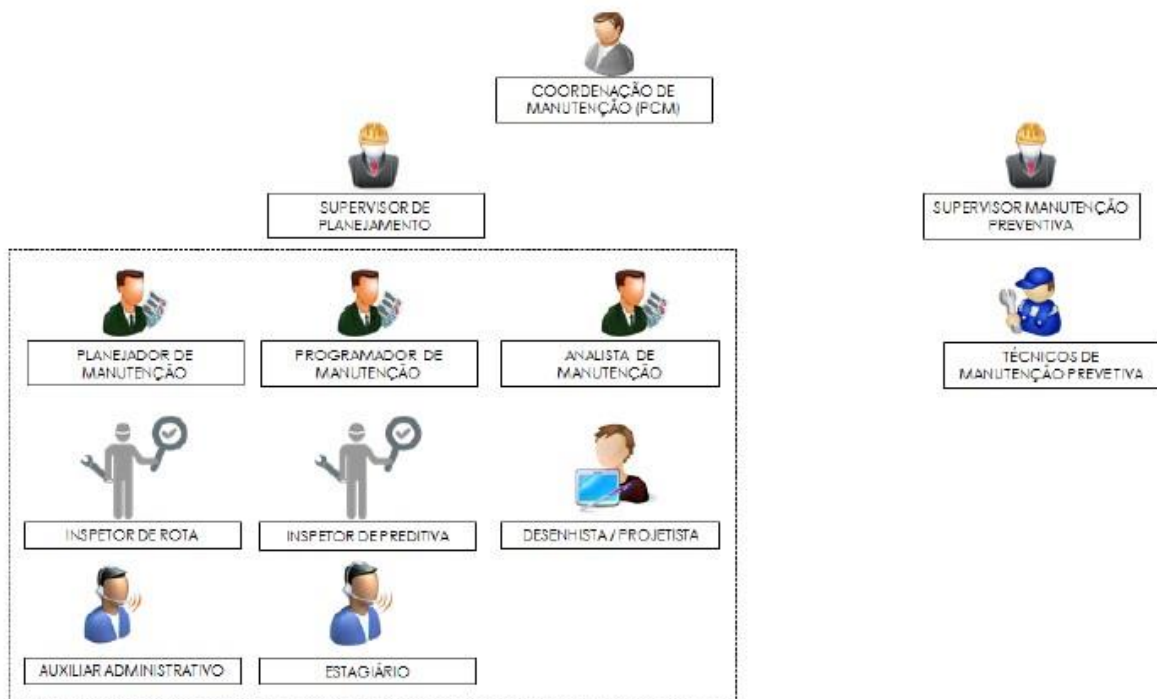 COORDENAÇÃO DE
MANUTENÇÃO (PCM)
SUPERVISOR DE
PLANEJAMENTO
SUPERVISOR MANUTENÇÃO
PREVENTIVA
PLANEJADOR DE
MANUTENÇÃO
PROGRAMADOR DE
MANUTENÇÃO
ANALISTA DE
MANUTENÇÃO
TÉCNICOS DE
MANUTENÇÃO PREVETIVA
INSPETOR DE ROTA
INSPETOR DE PREDITIVA
DESENHISTA / PROJETISTA
AUXILIAR ADMINISTRATIVO
ESTAGIÁRIO